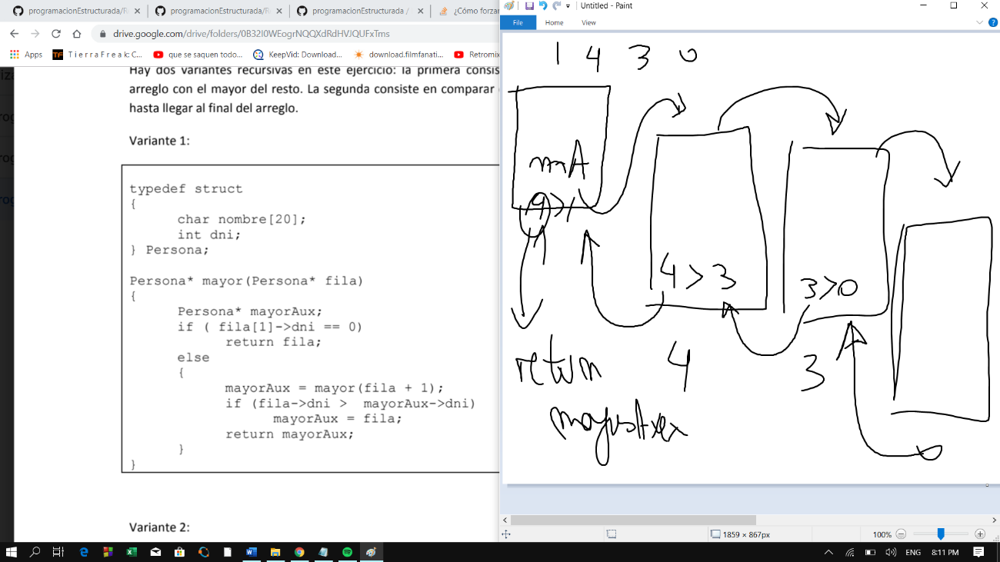 programacionEstructurada/R
programacionEstructurada/R
programacionEstructurada /
¿Cómo forzar
Untitled - Paint
drive.google.com/drive/folders/0B32I0WEogrNQQXdRdHVJQUFxTms
File
Home
View
Apps
T i e r r a F r e a k: C...
que se saquen todo...
KeepVid: Download...
download.filmfanati...
Retromix
Hay dos variantes recursivas en este ejercicio: la primera consis
arreglo con el mayor del resto. La segunda consiste en comparar
hasta llegar al final del arreglo.
Variante 1:
typedef struct
{
char nombre[20];
int dni;
} Persona;
Persona* mayor(Persona* fila)
{
Persona* mayorAux;
if ( fila[1]->dni == 0)
return fila;
else
{
mayorAux = mayor(fila + 1);
if (fila->dni > mayorAux->dni)
mayorAux = fila;
return mayorAux;
}
}
Variante 2:
1 4 3 0
mA
4>1
4 > 3
3>0
return
4
3
0
1859 × 867px
100%
ENG
8:11 PM